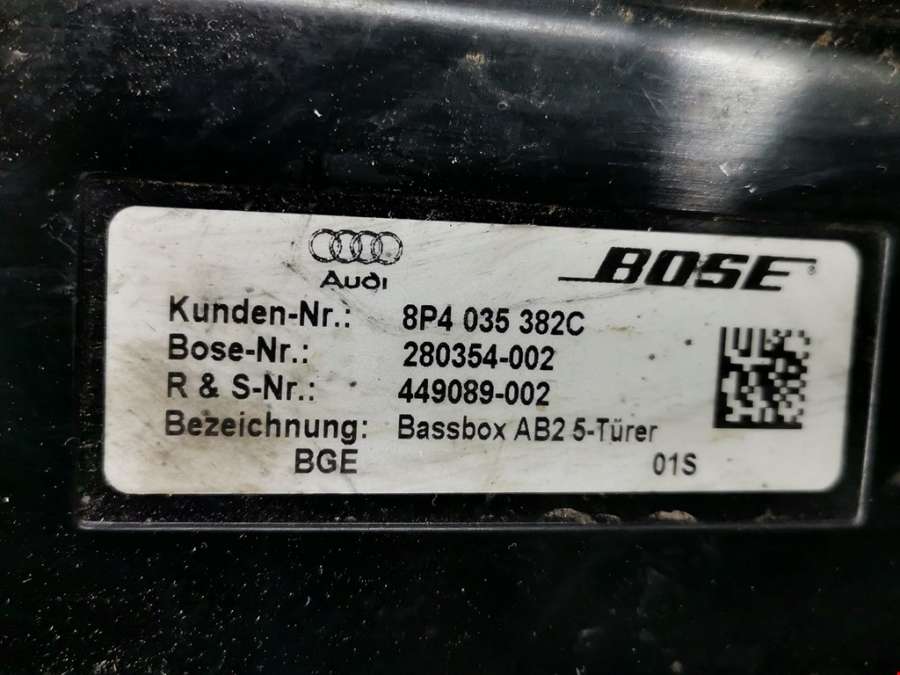 Audi
BOSE®
Kunden-Nr.: 8P4 035 382C
Bose-Nr.: 280354-002
R & S-Nr.: 449089-002
Bezeichnung: Bassbox AB2 5-Türer
BGE 01S